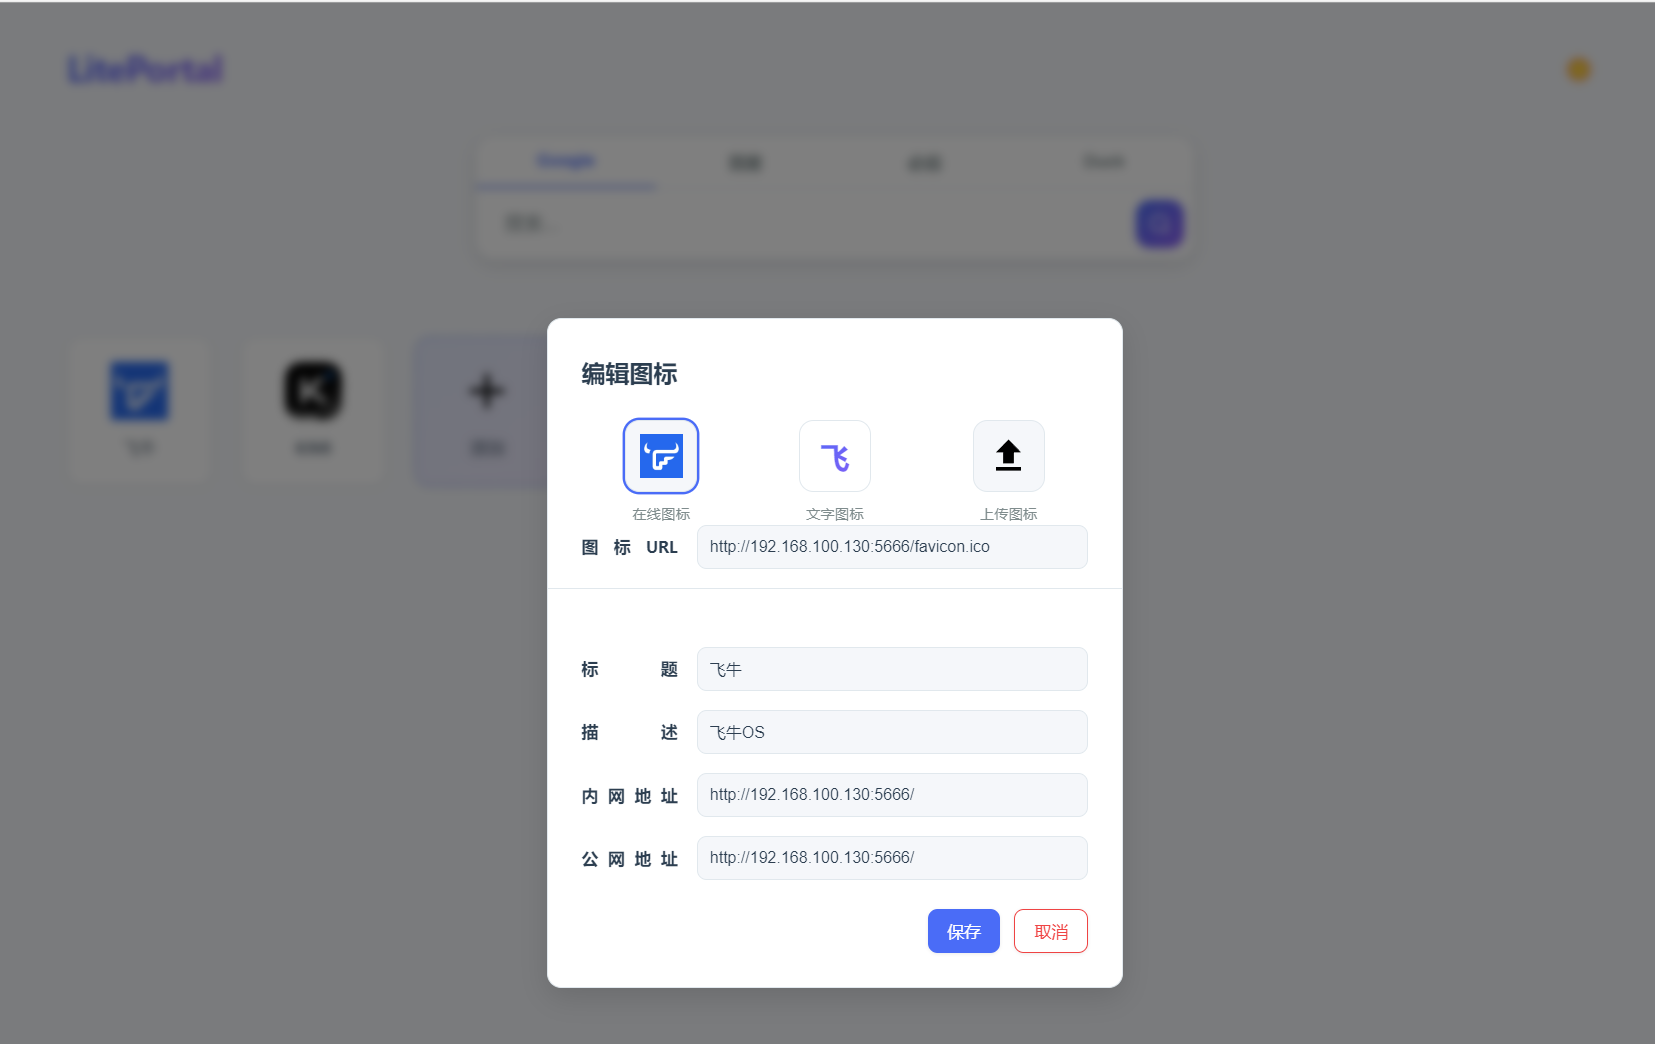 LitePortal
Google
编辑图标
飞
在线图标 文字图标 上传图标
图标URL http://192.168.100.130:5666/favicon.ico
标题 飞牛
描述 飞牛OS
内网地址 http://192.168.100.130:5666/
公网地址 http://192.168.100.130:5666/
保存 取消